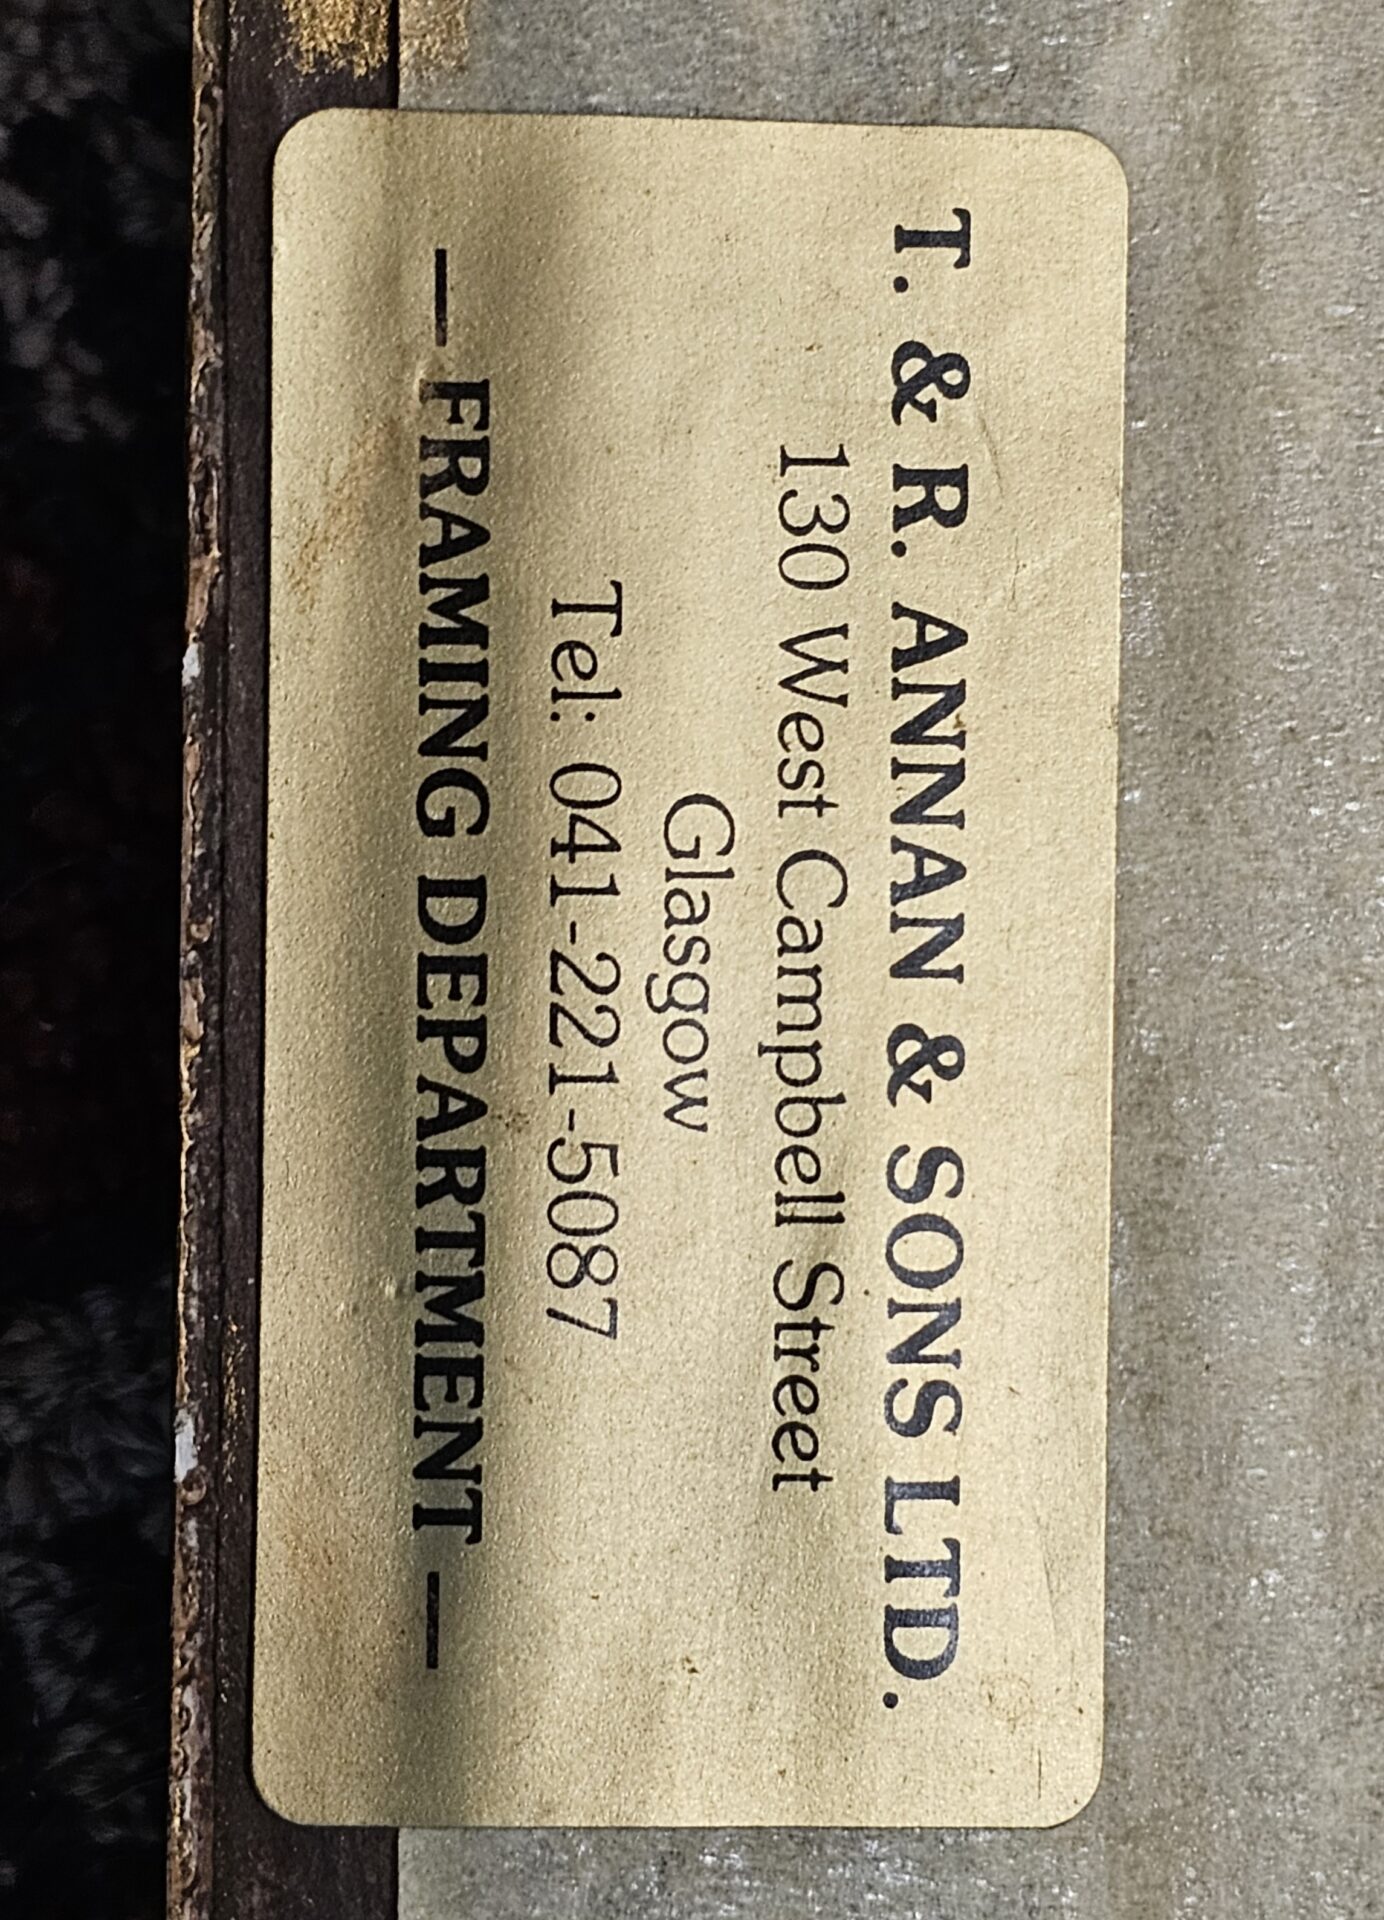 T. & R. ANNAN & SONS LTD.
130 West Campbell Street
Glasgow
Tel: 041-221-5087
— FRAMING DEPARTMENT —